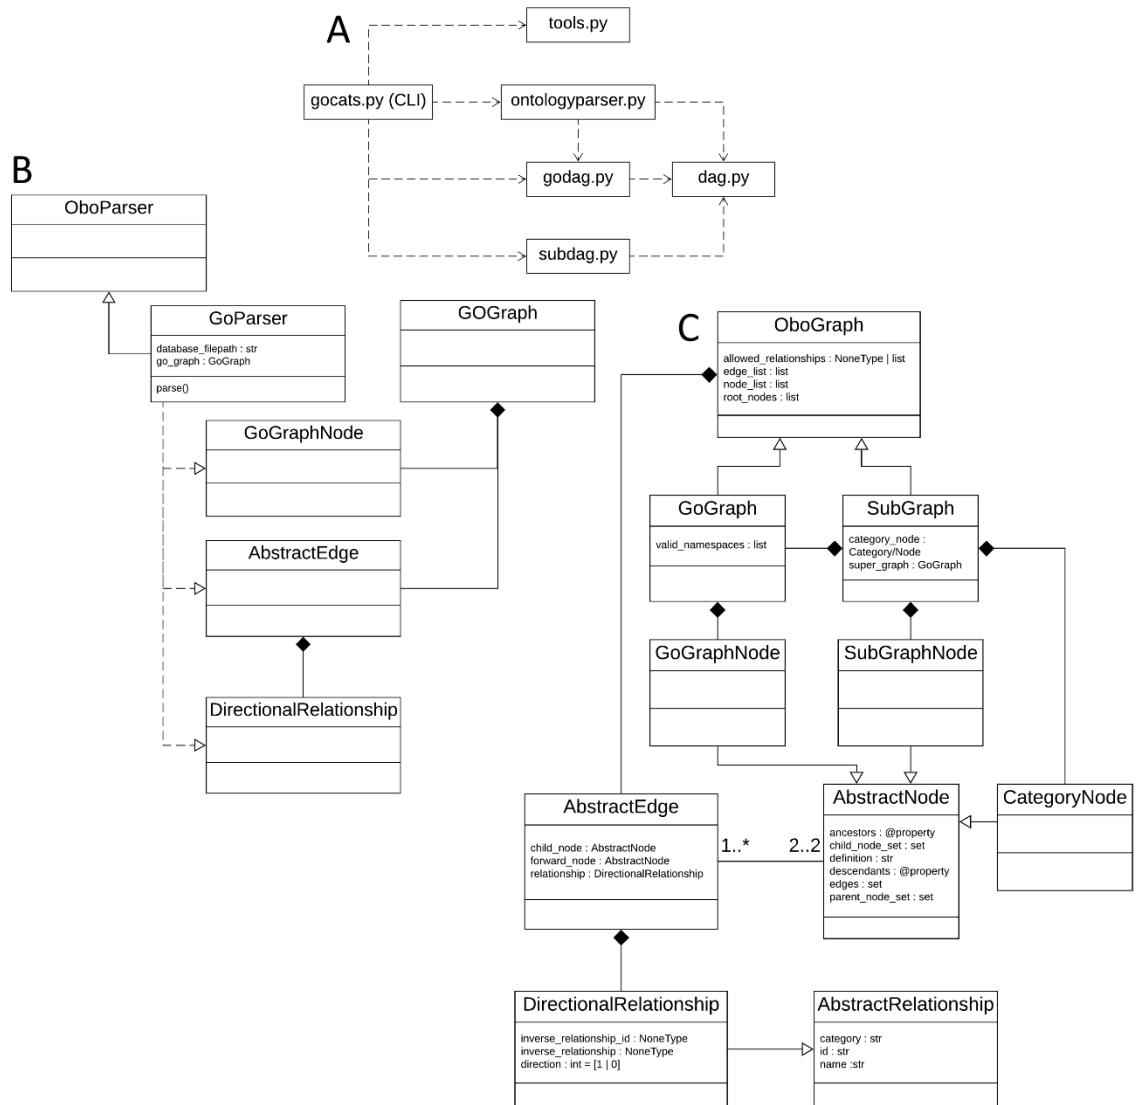 A
tools.py
gocats.py (CLI)
ontologyparser.py
godag.py
dag.py
subdag.py
B
OboParser
GoParser
database_filepath : str
go_graph : GoGraph
parse()
GOGraph
GoGraphNode
AbstractEdge
DirectionalRelationship
C
OboGraph
allowed_relationships : NoneType | list
edge_list : list
node_list : list
root_nodes : list
GoGraph
valid_namespaces : list
SubGraph
category_node :
Category/Node
super_graph : GoGraph
GoGraphNode
SubGraphNode
AbstractEdge
child_node : AbstractNode
forward_node : AbstractNode
relationship : DirectionalRelationship
1..*
2..2
AbstractNode
ancestors : @property
child_node_set : set
definition : str
descendants : @property
edges : set
parent_node_set : set
CategoryNode
DirectionalRelationship
inverse_relationship_id : NoneType
inverse_relationship : NoneType
direction : int = [1 | 0]
AbstractRelationship
category : str
id : str
name :str